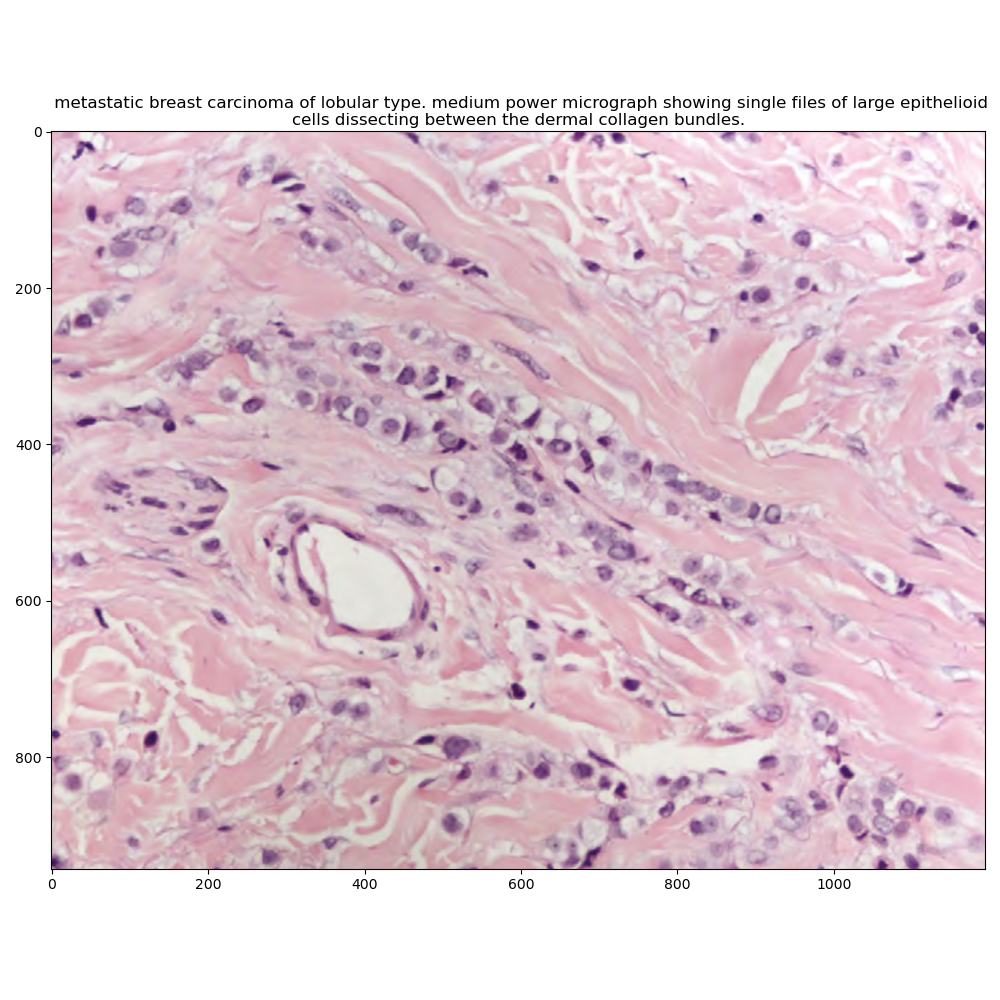 metastatic breast carcinoma of lobular type. medium power micrograph showing single files of large epithelioid
cells dissecting between the dermal collagen bundles.
0
200
400
600
800
0 200 400 600 800 1000